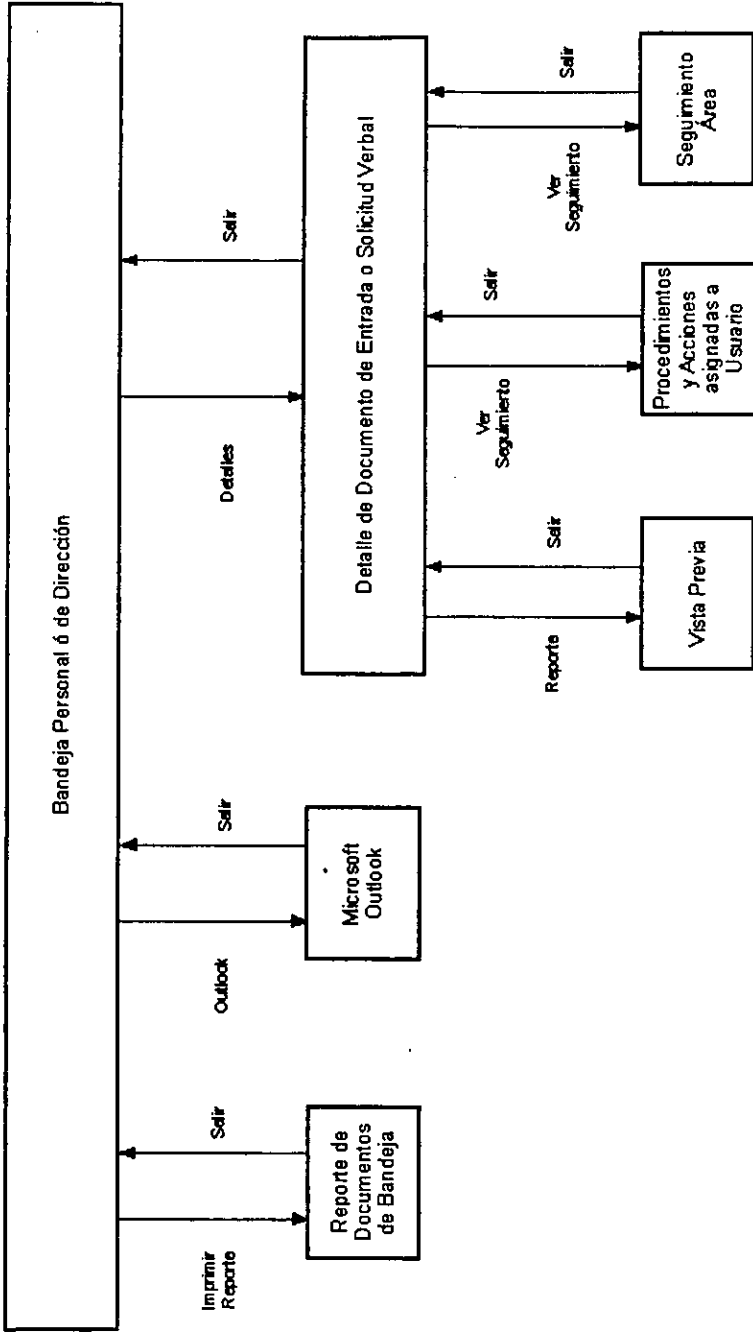 Bandeja Personal ó de Dirección
Imprimir
Reporte
Salir
Outlook
Salir
Detalles
Salir
Reporte de
Documentos
de Bandeja
Microsoft
Outlook
Detalle de Documento de Entrada o Solicitud Verbal
Reporte
Salir
Ver
Seguimiento
Salir
Ver
Seguimiento
Salir
Vista Previa
Procedimientos
y Acciones
asignadas a
Usuario
Seguimiento
Área